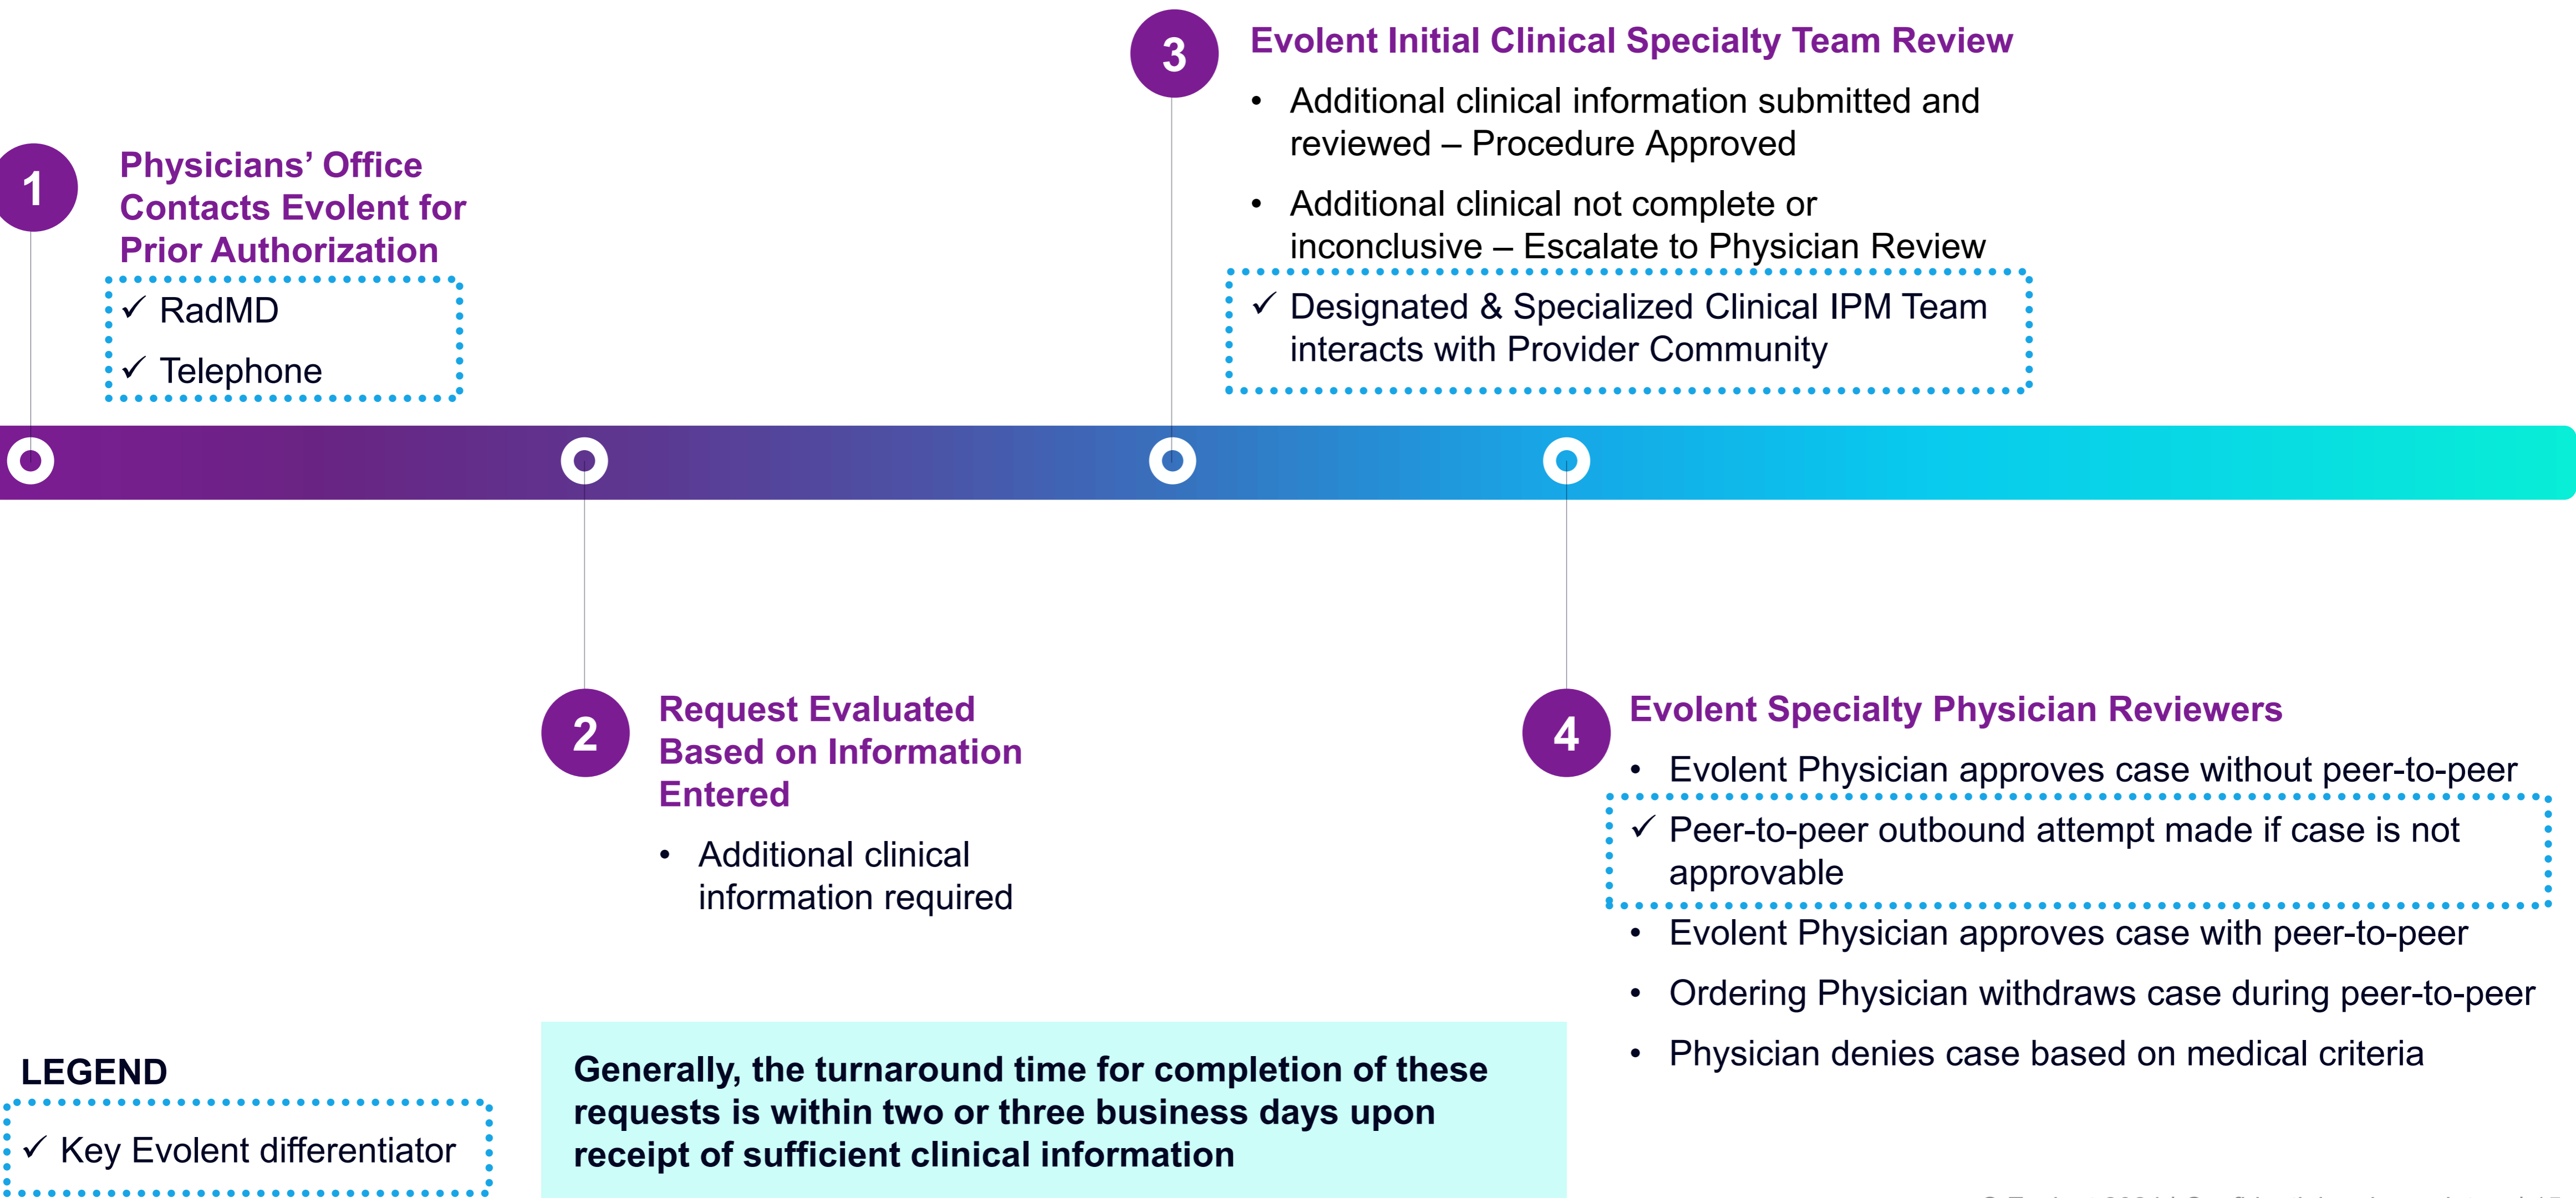 1
Physicians’ Office
Contacts Evolent for
Prior Authorization
✓ RadMD
✓ Telephone
2
Request Evaluated
Based on Information
Entered
• Additional clinical
information required
3
Evolent Initial Clinical Specialty Team Review
• Additional clinical information submitted and
reviewed – Procedure Approved
• Additional clinical not complete or
inconclusive – Escalate to Physician Review
✓ Designated & Specialized Clinical IPM Team
interacts with Provider Community
4
Evolent Specialty Physician Reviewers
• Evolent Physician approves case without peer-to-peer
✓ Peer-to-peer outbound attempt made if case is not
approvable
• Evolent Physician approves case with peer-to-peer
• Ordering Physician withdraws case during peer-to-peer
• Physician denies case based on medical criteria
LEGEND
✓ Key Evolent differentiator
Generally, the turnaround time for completion of these
requests is within two or three business days upon
receipt of sufficient clinical information